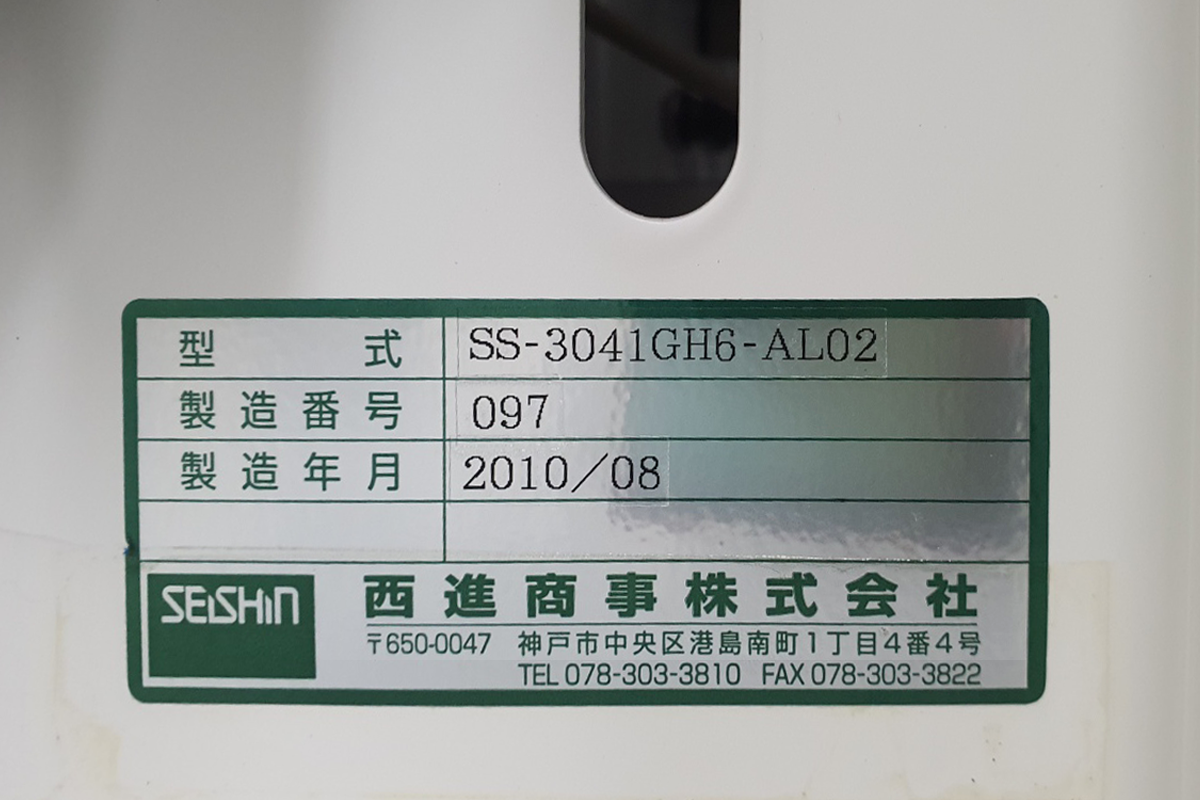 型式 SS-3041GH6-AL02
製造番号 097
製造年月 2010/08
SEISHIN 西進商事株式会社
〒650-0047 神戸市中央区港島南町1丁目4番4号
TEL 078-303-3810 FAX 078-303-3822